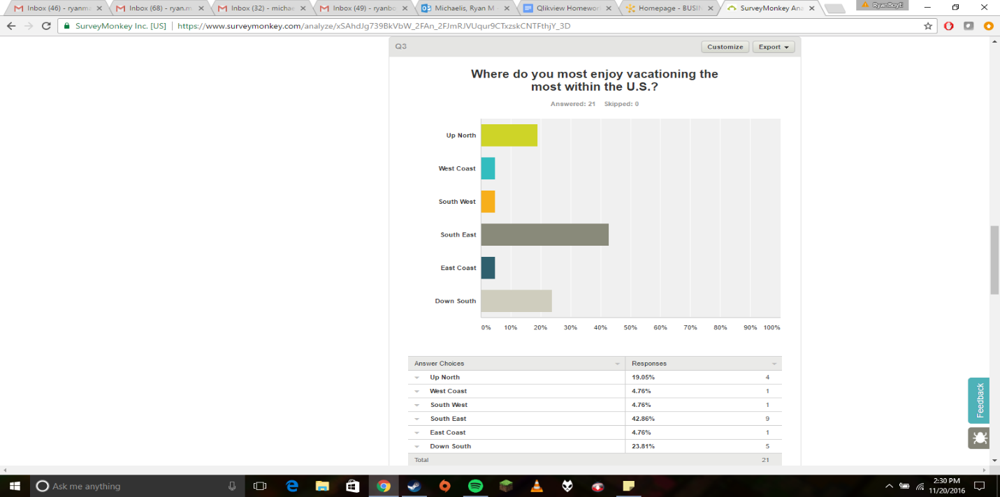 Inbox (46) - ryanma
Inbox (68) - ryan.m
Inbox (32) - michae
Inbox (49) - ryanbo
Michaelis, Ryan M
Qlikview Homewor
Homepage - BUSIN
SurveyMonkey Ana
RyanBoyE
SurveyMonkey Inc. [US] https://www.surveymonkey.com/analyze/xSAhdJg739BkVbW_2FAn_2FJmRJVUqur9CTxzskCNTFthjY_3D
Q3
Customize
Export
Where do you most enjoy vacationing the
most within the U.S.?
Answered: 21 Skipped: 0
Up North
West Coast
South West
South East
East Coast
Down South
0% 10% 20% 30% 40% 50% 60% 70% 80% 90% 100%
Answer Choices Responses
Up North 19.05% 4
West Coast 4.76% 1
South West 4.76% 1
South East 42.86% 9
East Coast 4.76% 1
Down South 23.81% 5
Total 21
Feedback
Ask me anything
2:30 PM
11/20/2016